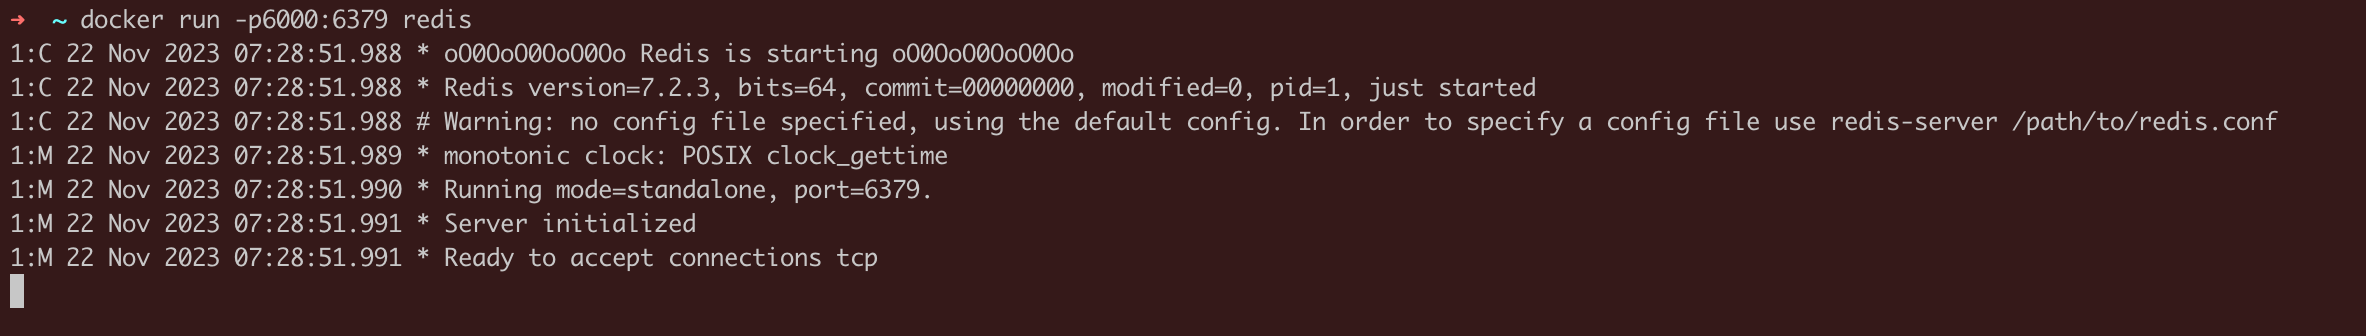 ➜  ~ docker run -p6000:6379 redis
1:C 22 Nov 2023 07:28:51.988 * oO0OoO0OoO0Oo Redis is starting oO0OoO0OoO0Oo
1:C 22 Nov 2023 07:28:51.988 * Redis version=7.2.3, bits=64, commit=00000000, modified=0, pid=1, just started
1:C 22 Nov 2023 07:28:51.988 # Warning: no config file specified, using the default config. In order to specify a config file use redis-server /path/to/redis.conf
1:M 22 Nov 2023 07:28:51.989 * monotonic clock: POSIX clock_gettime
1:M 22 Nov 2023 07:28:51.990 * Running mode=standalone, port=6379.
1:M 22 Nov 2023 07:28:51.991 * Server initialized
1:M 22 Nov 2023 07:28:51.991 * Ready to accept connections tcp